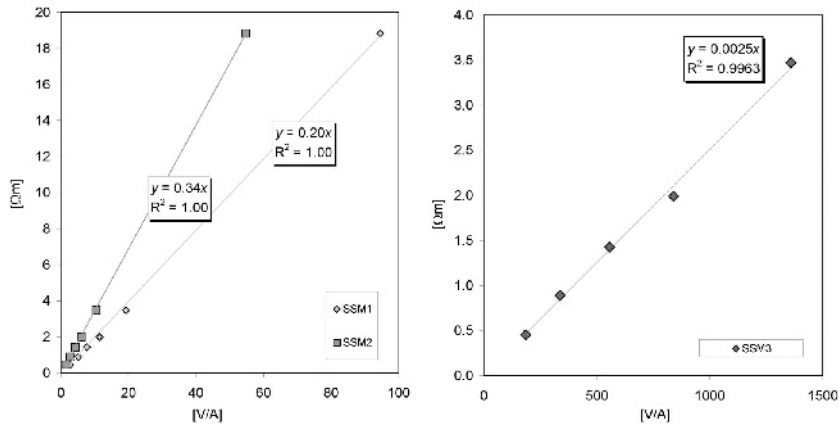 20
18
16
14
12
10
8
6
4
2
0
[Ωm]
y = 0.20x
R² = 1.00
y = 0.34x
R² = 1.00
SSM1
SSM2
0 20 40 60 80 100
[V/A]
4.0
3.5
3.0
2.5
2.0
1.5
1.0
0.5
0.0
[Ωm]
y = 0.0025x
R² = 0.9963
SSM3
0 500 1000 1500
[V/A]